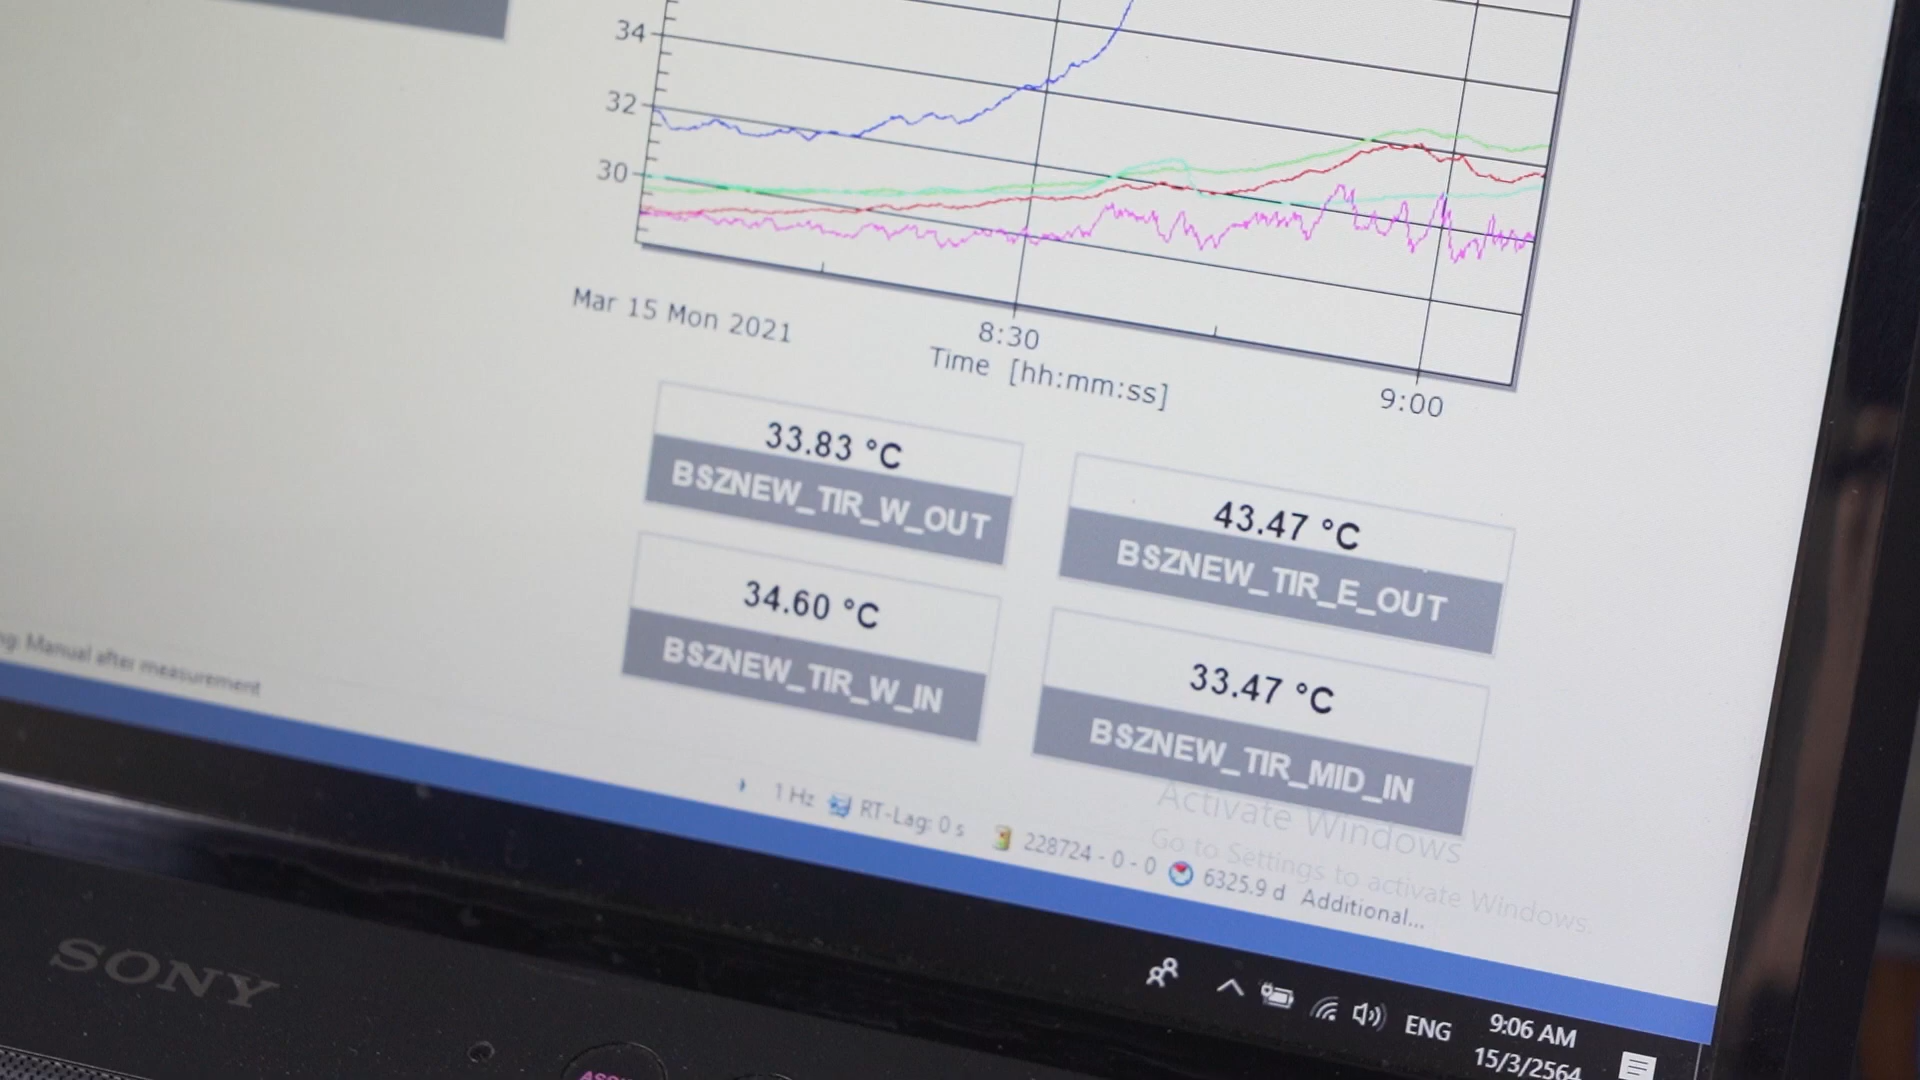 34
32
30
Mar 15 Mon 2021
8:30
9:00
Time [hh:mm:ss]
33.83 °C
BSZNEW_TIR_W_OUT
43.47 °C
BSZNEW_TIR_E_OUT
34.60 °C
BSZNEW_TIR_W_IN
33.47 °C
BSZNEW_TIR_MID_IN
Manual after measurement
Activate Windows
Go to Settings to activate Windows.
1 Hz RT-Lag: 0 s 228724 - 0 - 0 6325.9 d Additional...
SONY
ENG
9:06 AM
15/3/2564